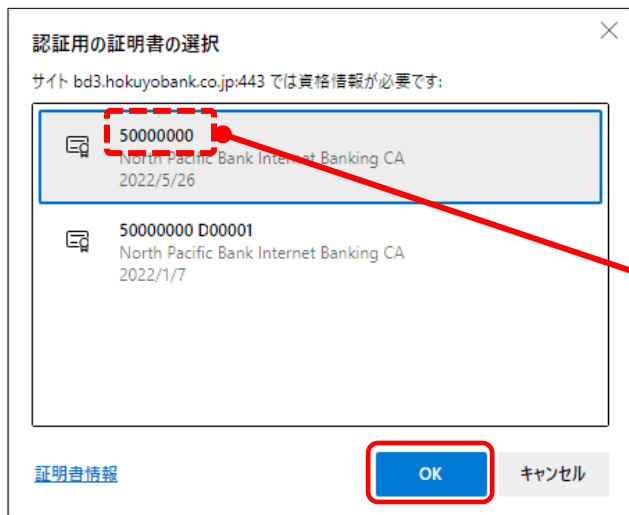 認証用の証明書の選択
サイト bd3.hokuyobank.co.jp:443 では資格情報が必要です:
50000000
North Pacific Bank Internet Banking CA
2022/5/26
50000000 D00001
North Pacific Bank Internet Banking CA
2022/1/7
証明書情報
OK
キャンセル